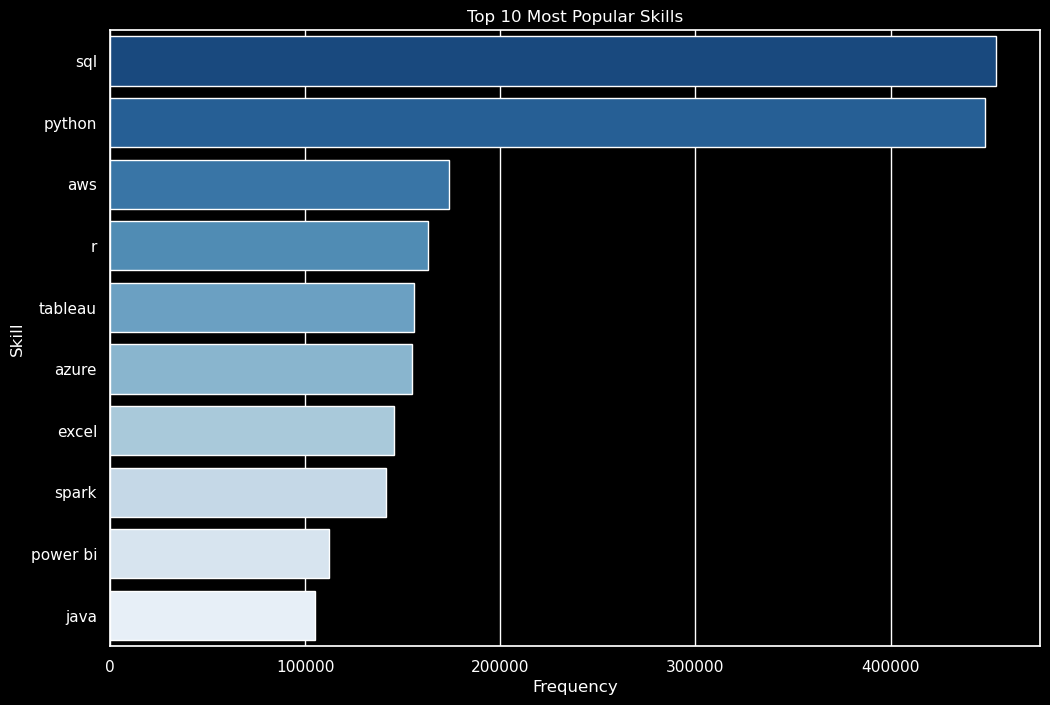 Top 10 Most Popular Skills
Skill
sql
python
aws
r
tableau
azure
excel
spark
power bi
java
0 100000 200000 300000 400000
Frequency